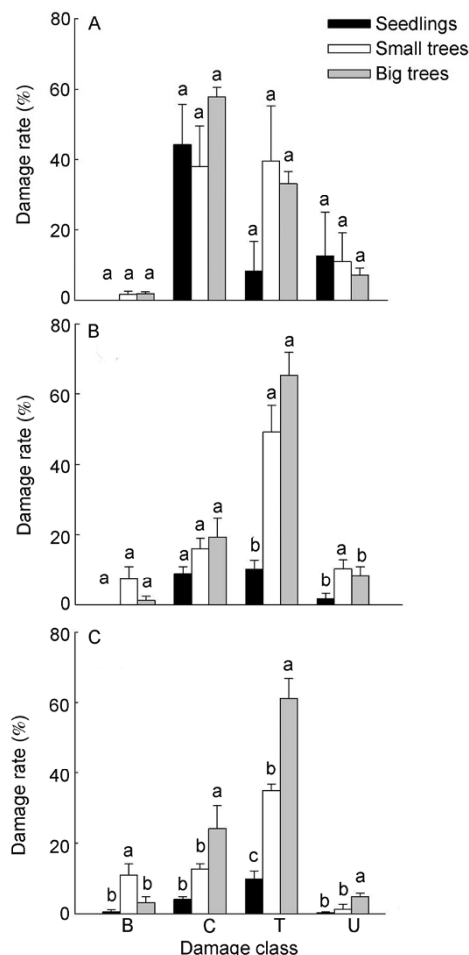 A
Seedlings
Small trees
Big trees
Damage rate (%)
80
60
40
20
0
a a a
a a a
a a a
a a a
B
Damage rate (%)
80
60
40
20
0
a a a
a a a
b a a
b a b
C
Damage rate (%)
80
60
40
20
0
b a b
b b a
c b a
b b a
B C T U
Damage class